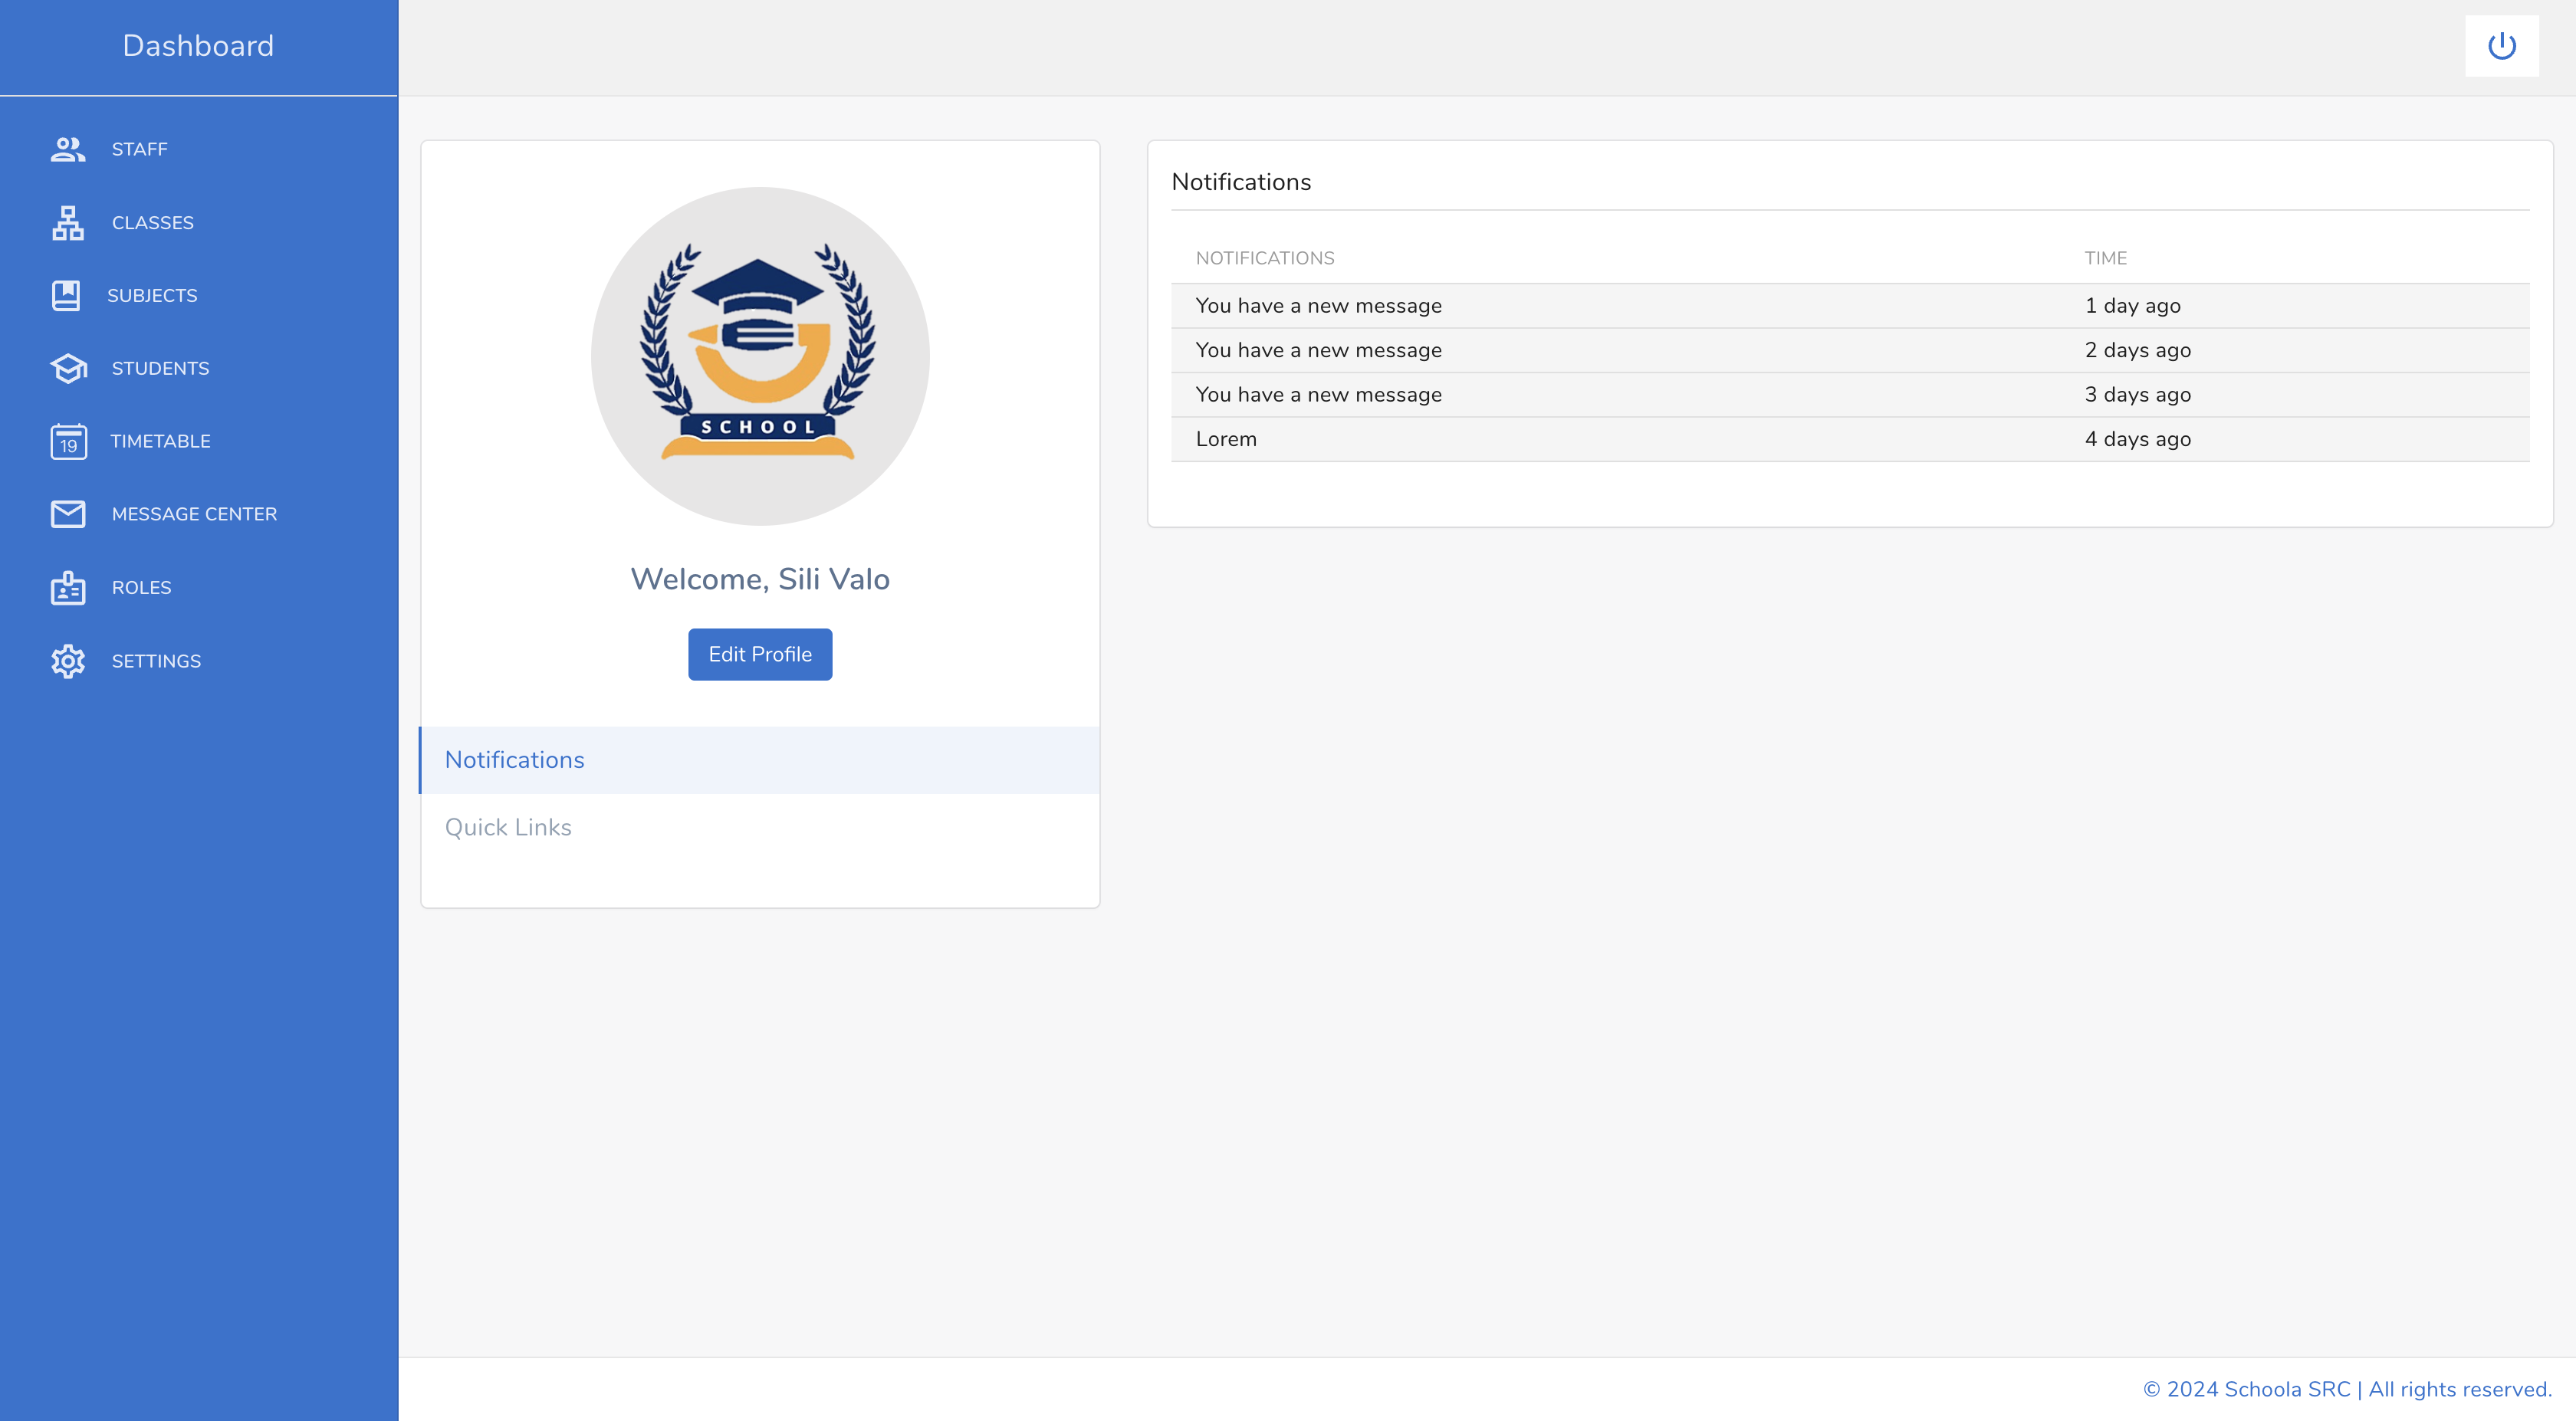 Dashboard
STAFF
CLASSES
SUBJECTS
STUDENTS
19
TIMETABLE
MESSAGE CENTER
ROLES
SETTINGS
SCHOOL
Welcome, Sili Valo
Edit Profile
Notifications
Quick Links
Notifications
NOTIFICATIONS TIME
You have a new message 1 day ago
You have a new message 2 days ago
You have a new message 3 days ago
Lorem 4 days ago
© 2024 Schoola SRC | All rights reserved.